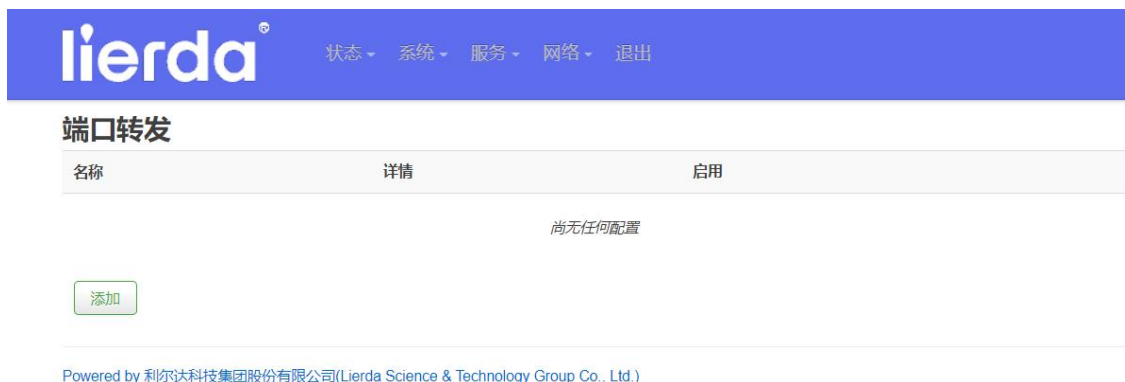 lierda®
状态 系统 服务 网络 退出
端口转发
名称 详情 启用
尚无任何配置
添加
Powered by 利尔达科技集团股份有限公司(Lierda Science & Technology Group Co., Ltd.)